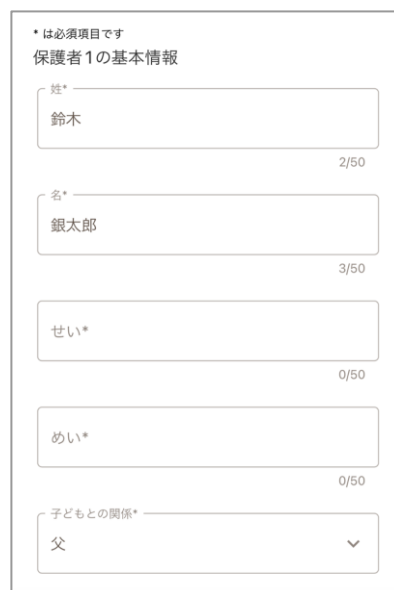 * は必須項目です
保護者1の基本情報
姓*
鈴木
2/50
名*
銀太郎
3/50
せい*
0/50
めい*
0/50
子どもとの関係*
父